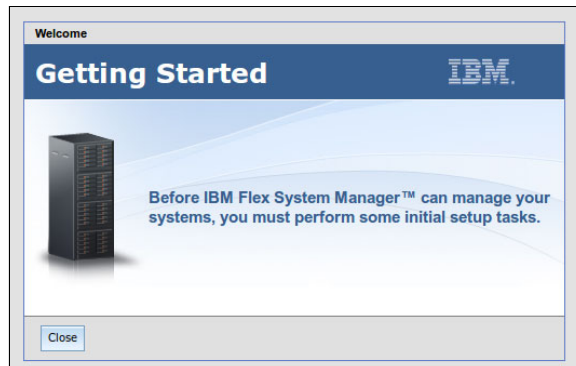 Welcome
Getting Started
IBM.
Before IBM Flex System Manager™ can manage your
systems, you must perform some initial setup tasks.
Close